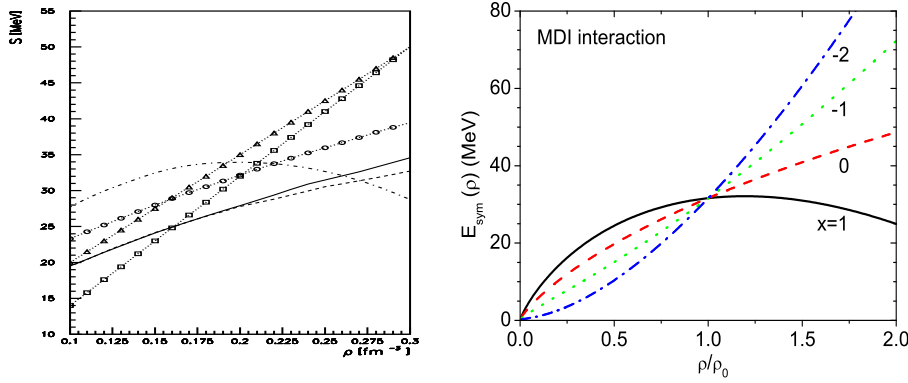 S [MeV]
55
50
45
40
35
30
25
20
15
10
0.1 0.125 0.15 0.175 0.2 0.225 0.25 0.275 0.3
ρ [fm⁻³]
E_sym (ρ) (MeV)
80
60
40
20
0
MDI interaction
-2
-1
0
x=1
0.0 0.5 1.0 1.5 2.0
ρ/ρ₀